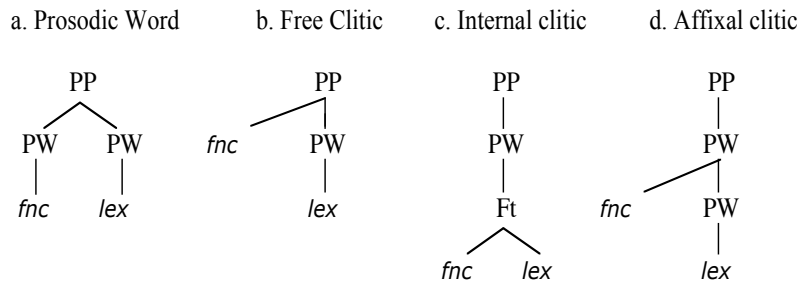 a. Prosodic Word b. Free Clitic c. Internal clitic d. Affixal clitic
PP PP PP PP
PW PW fnc PW PW PW
fnc lex lex Ft fnc PW
fnc lex lex